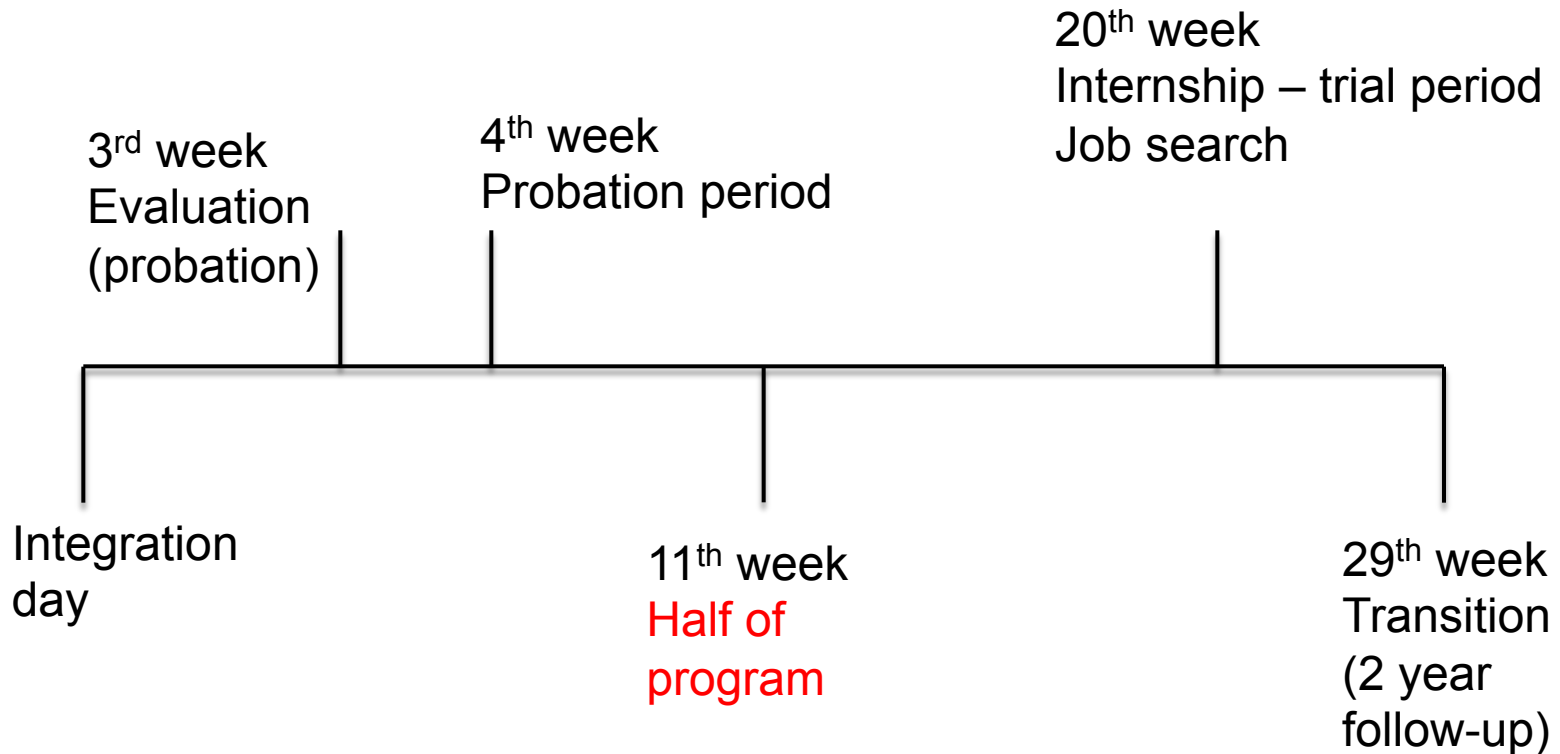 3rd week
Evaluation
(probation)
4th week
Probation period
20th week
Internship – trial period
Job search
Integration
day
11th week
Half of
program
29th week
Transition
(2 year
follow-up)